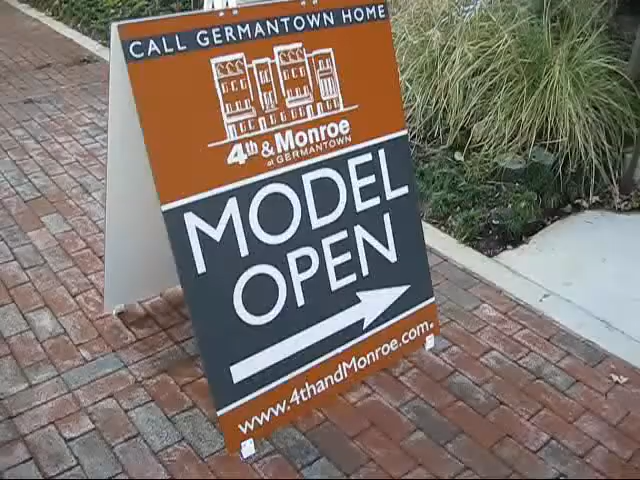 CALL GERMANTOWN HOME
4th & Monroe
at GERMANTOWN
MODEL
OPEN
www.4thandMonroe.com